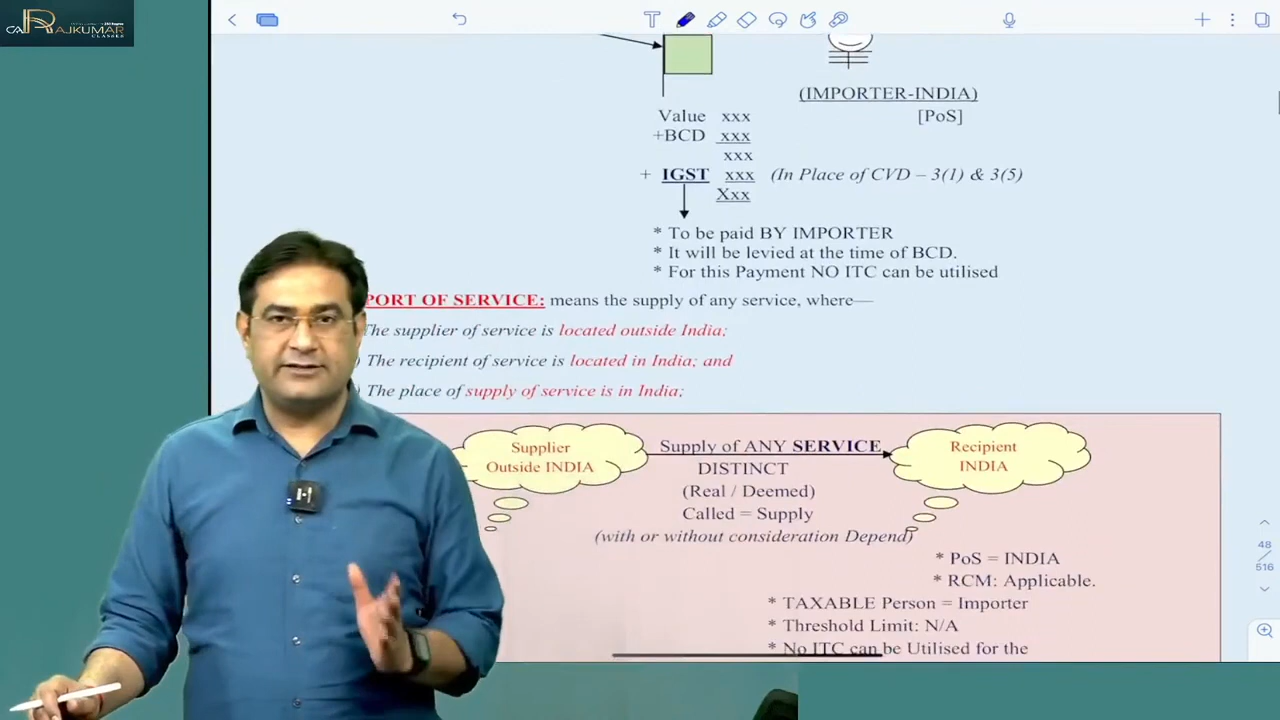 CA RAJKUMAR
CLASSES
(IMPORTER-INDIA)
[PoS]
Value xxx
+BCD xxx
xxx
+ IGST xxx (In Place of CVD – 3(1) & 3(5)
Xxx
* To be paid BY IMPORTER
* It will be levied at the time of BCD.
* For this Payment NO ITC can be utilised
PORT OF SERVICE: means the supply of any service, where—
The supplier of service is located outside India;
) The recipient of service is located in India; and
) The place of supply of service is in India;
Supplier
Outside INDIA
Supply of ANY SERVICE
Recipient
INDIA
DISTINCT
(Real / Deemed)
Called = Supply
(with or without consideration Depend)
* PoS = INDIA
* RCM: Applicable.
* TAXABLE Person = Importer
* Threshold Limit: N/A
* No ITC can be Utilised for the
48
516